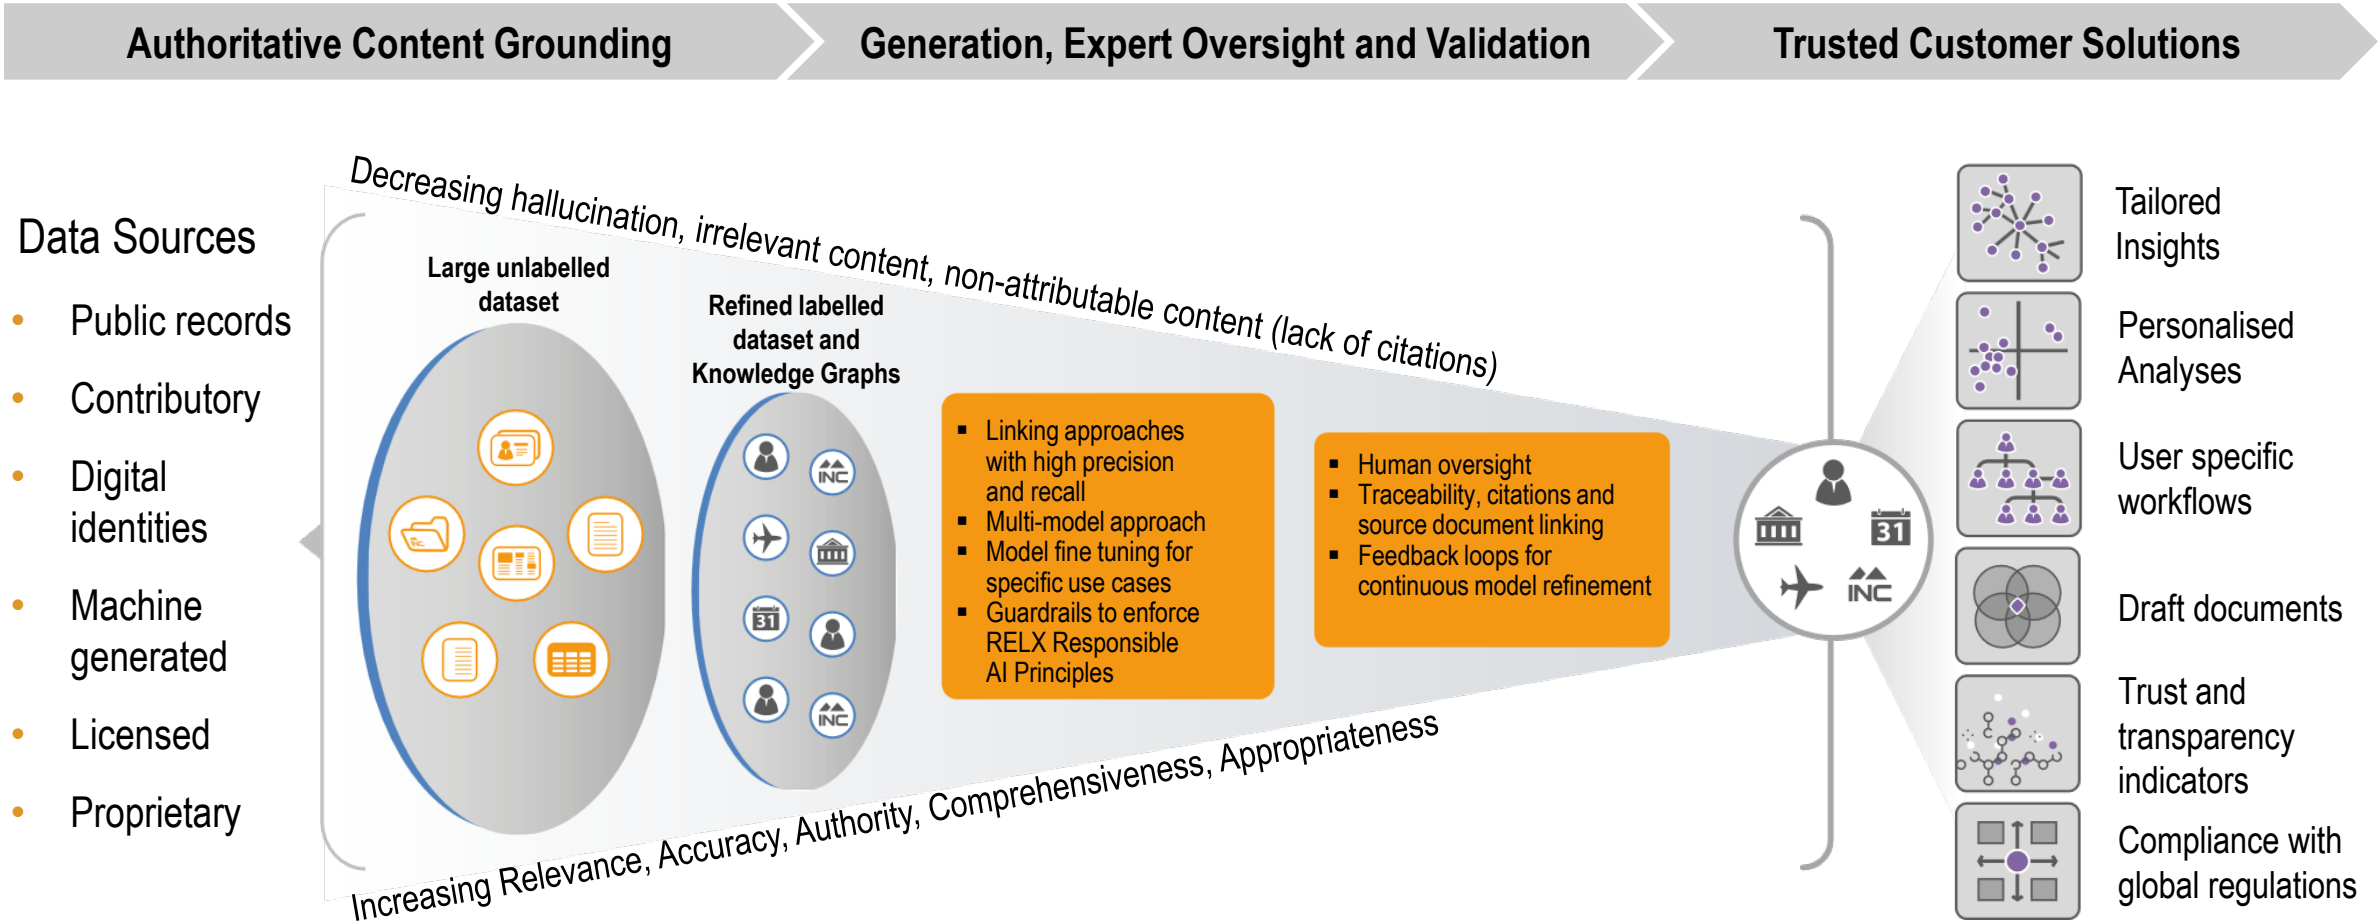 Authoritative Content Grounding
Generation, Expert Oversight and Validation
Trusted Customer Solutions
Data Sources
• Public records
• Contributory
• Digital
identities
• Machine
generated
• Licensed
• Proprietary
Decreasing hallucination, irrelevant content, non-attributable content (lack of citations)
Large unlabelled
dataset
INC
Refined labelled
dataset and
Knowledge Graphs
INC
31
INC
▪ Linking approaches
with high precision
and recall
▪ Multi-model approach
▪ Model fine tuning for
specific use cases
▪ Guardrails to enforce
RELX Responsible
AI Principles
▪ Human oversight
▪ Traceability, citations and
source document linking
▪ Feedback loops for
continuous model refinement
Increasing Relevance, Accuracy, Authority, Comprehensiveness, Appropriateness
31
INC
Tailored
Insights
Personalised
Analyses
User specific
workflows
Draft documents
Trust and
transparency
indicators
Compliance with
global regulations